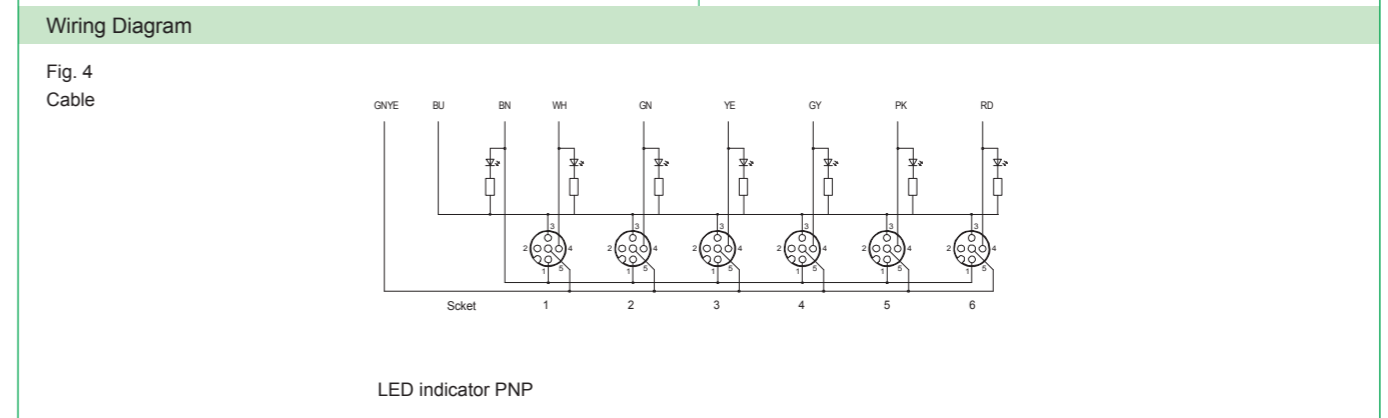 Wiring Diagram
Fig. 4
Cable
GNYE BU BN WH GN YE GY PK RD
3 3 3 3 3 3
2 4 2 4 2 4 2 4 2 4 2 4
1 5 1 5 1 5 1 5 1 5 1 5
Scket 1 2 3 4 5 6
LED indicator PNP